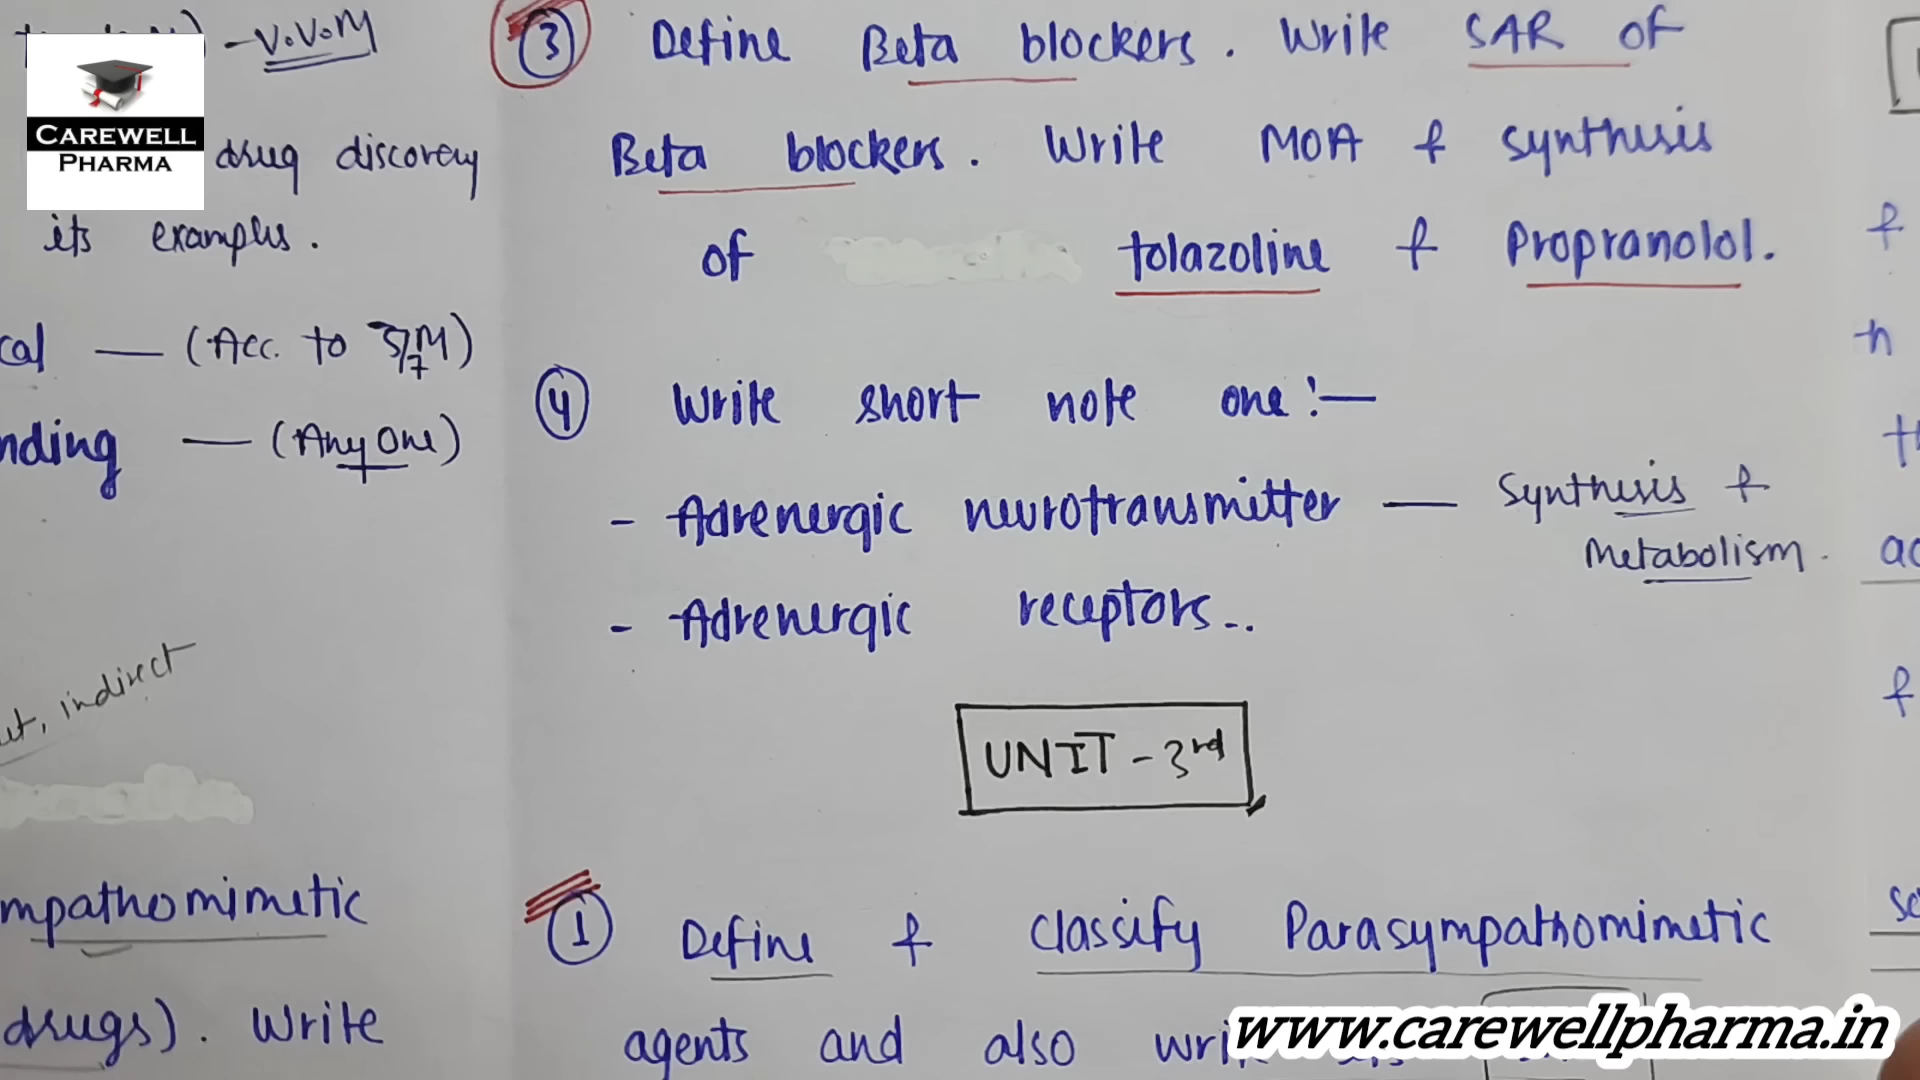 - V.V.M
CAREWELL
PHARMA
drug discovery
its examples.
cal — (Acc. to
nding — (Any One)
indirect
mpathomimetic
drugs). Write
③ Define Beta blockers. Write SAR of
Beta blockers. Write MOA & synthesis
of tolazoline & Propranolol.
④ Write short note one:—
- Adrenergic neurotransmitter — Synthesis &
Metabolism.
- Adrenergic receptors..
UNIT - 3rd
① Define & classify Parasympathomimetic
agents and also
www.carewellpharma.in